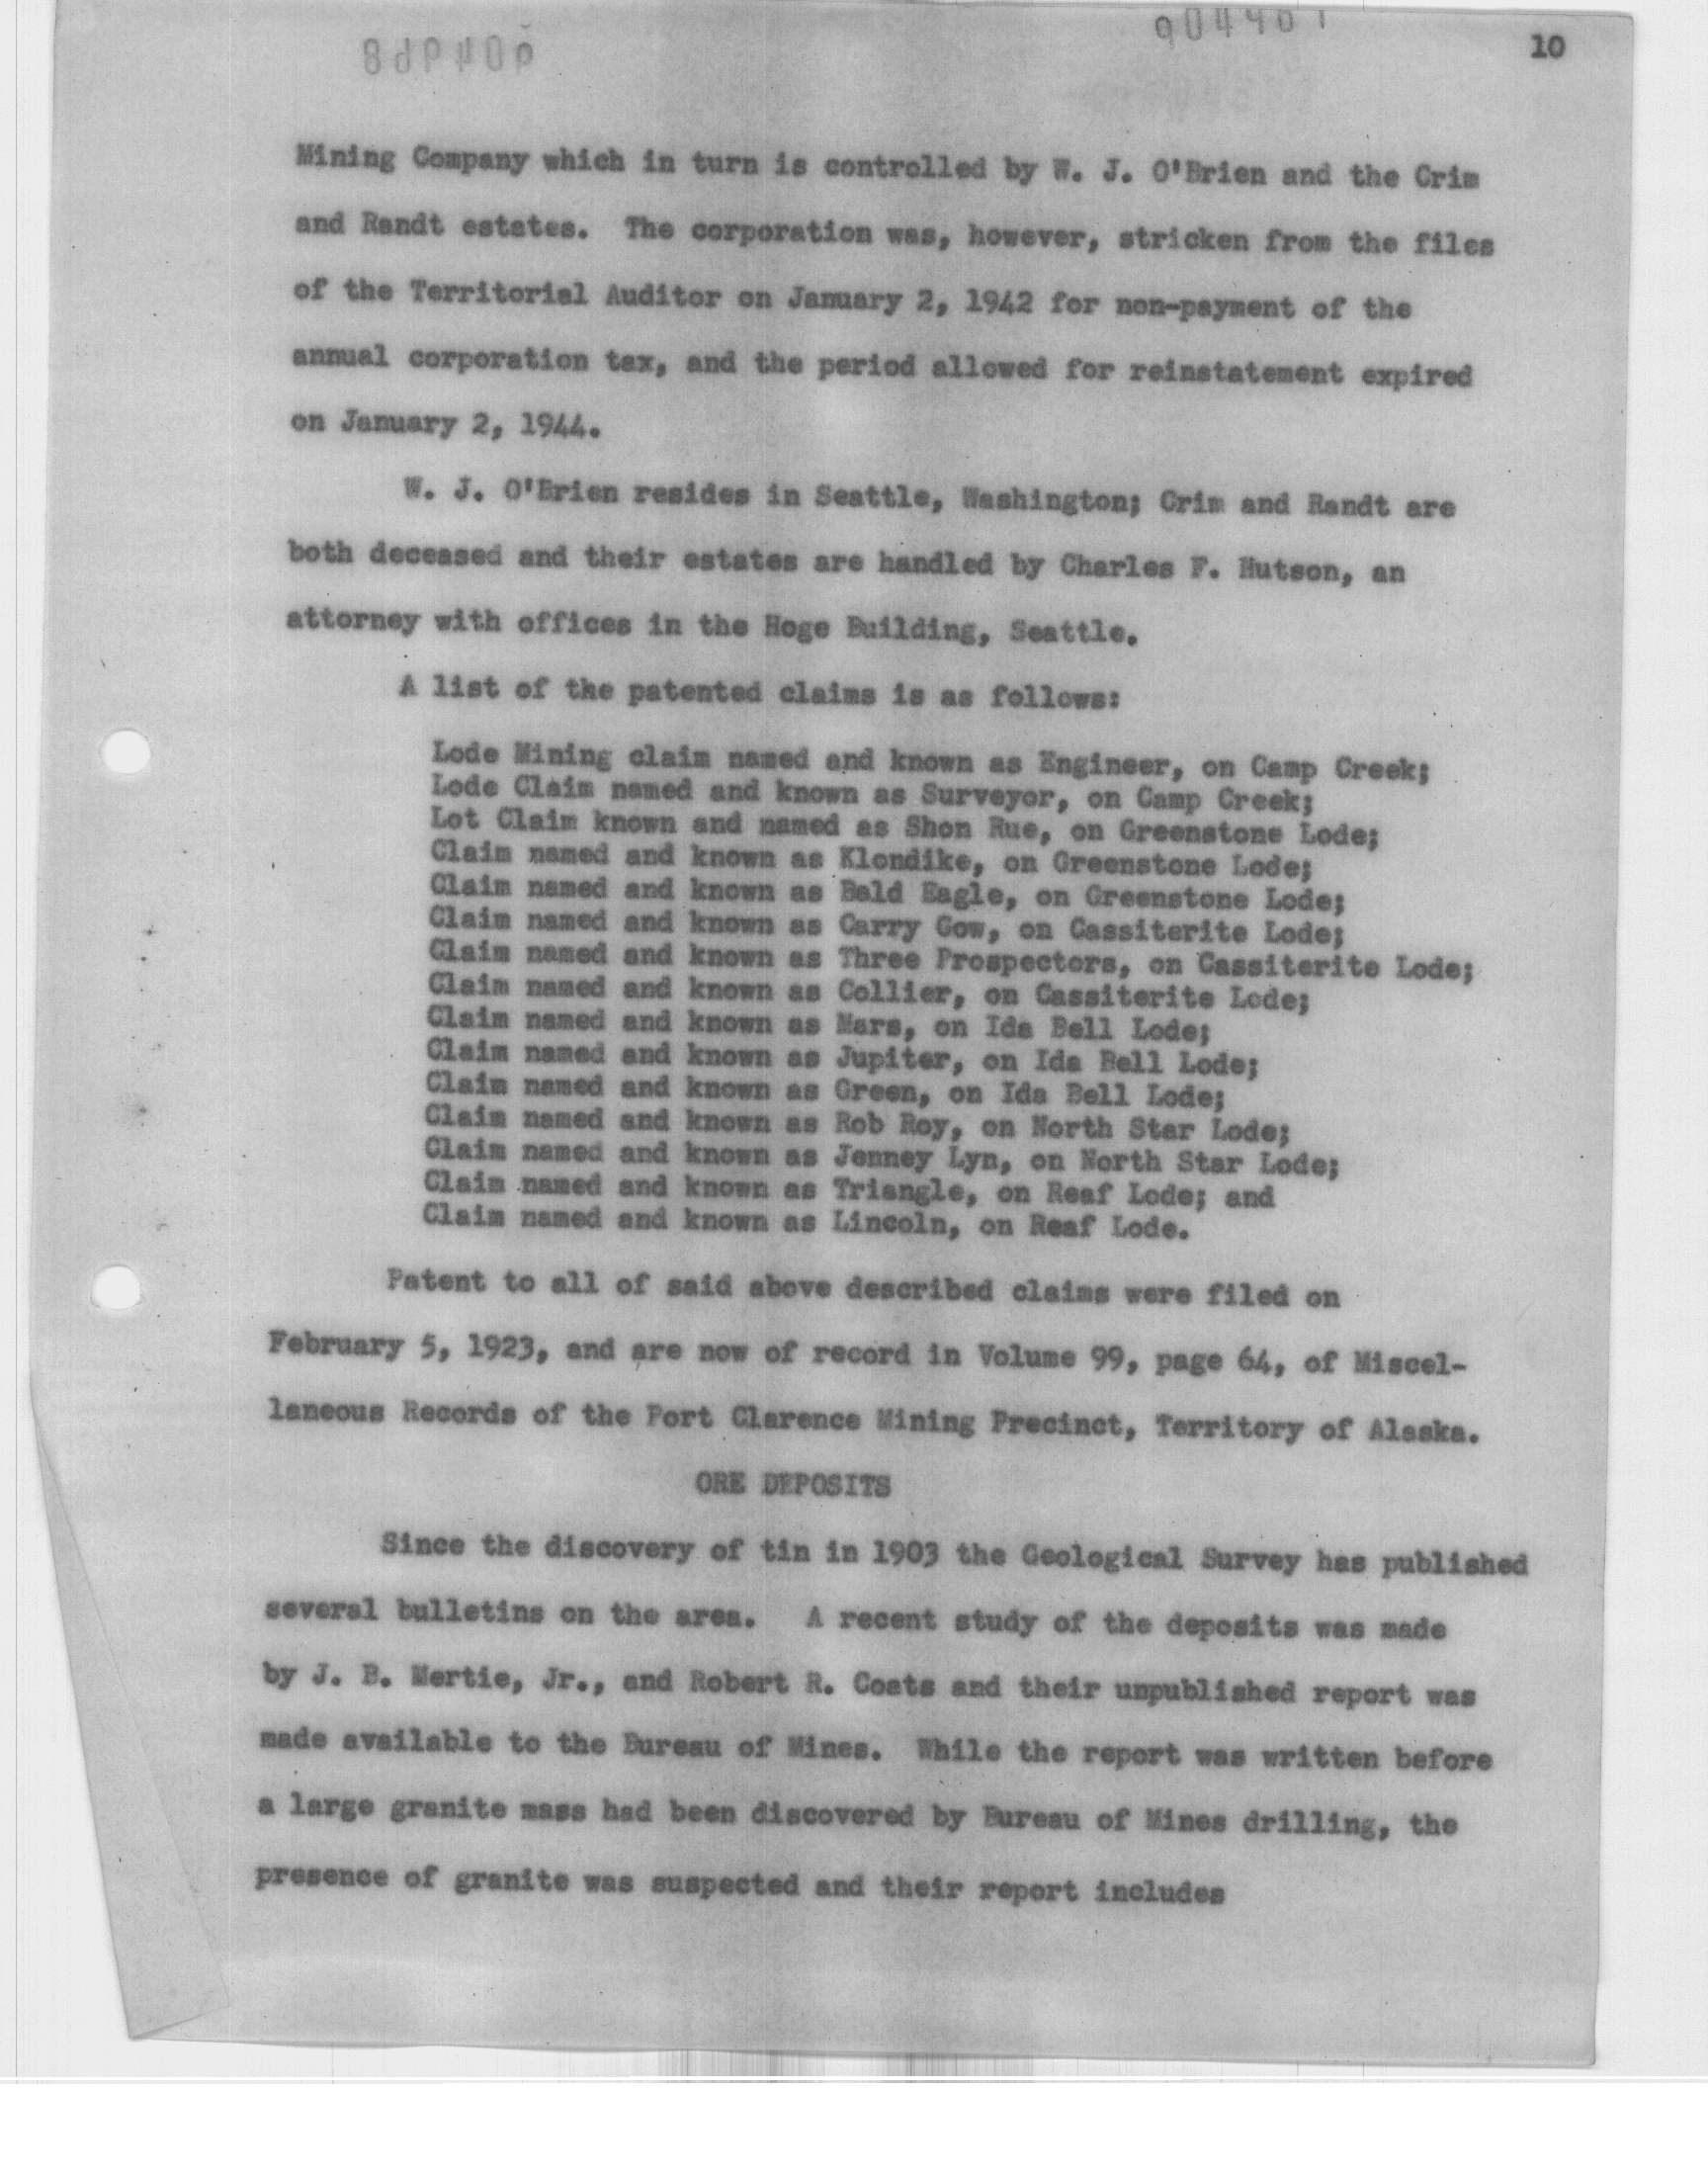 10
Mining Company which in turn is controlled by W. J. O'Brien and the Crim
and Randt estates. The corporation was, however, stricken from the files
of the Territorial Auditor on January 2, 1942 for non-payment of the
annual corporation tax, and the period allowed for reinstatement expired
on January 2, 1944.
W. J. O'Brien resides in Seattle, Washington; Crim and Randt are
both deceased and their estates are handled by Charles F. Hutson, an
attorney with offices in the Hoge Building, Seattle.
A list of the patented claims is as follows:
Lode Mining claim named and known as Engineer, on Camp Creek;
Lode Claim named and known as Surveyor, on Camp Creek;
Lot Claim known and named as Shon Rue, on Greenstone Lode;
Claim named and known as Klondike, on Greenstone Lode;
Claim named and known as Bald Eagle, on Greenstone Lode;
Claim named and known as Carry Gow, on Cassiterite Lode;
Claim named and known as Three Prospectors, on Cassiterite Lode;
Claim named and known as Collier, on Cassiterite Lode;
Claim named and known as Mars, on Ida Bell Lode;
Claim named and known as Jupiter, on Ida Bell Lode;
Claim named and known as Green, on Ida Bell Lode;
Claim named and known as Rob Roy, on North Star Lode;
Claim named and known as Jenney Lyn, on North Star Lode;
Claim named and known as Triangle, on Reaf Lode; and
Claim named and known as Lincoln, on Reaf Lode.
Patent to all of said above described claims were filed on
February 5, 1923, and are now of record in Volume 99, page 64, of Miscel-
laneous Records of the Port Clarence Mining Precinct, Territory of Alaska.
ORE DEPOSITS
Since the discovery of tin in 1903 the Geological Survey has published
several bulletins on the area. A recent study of the deposits was made
by J. B. Mertie, Jr., and Robert R. Coats and their unpublished report was
made available to the Bureau of Mines. While the report was written before
a large granite mass had been discovered by Bureau of Mines drilling, the
presence of granite was suspected and their report includes